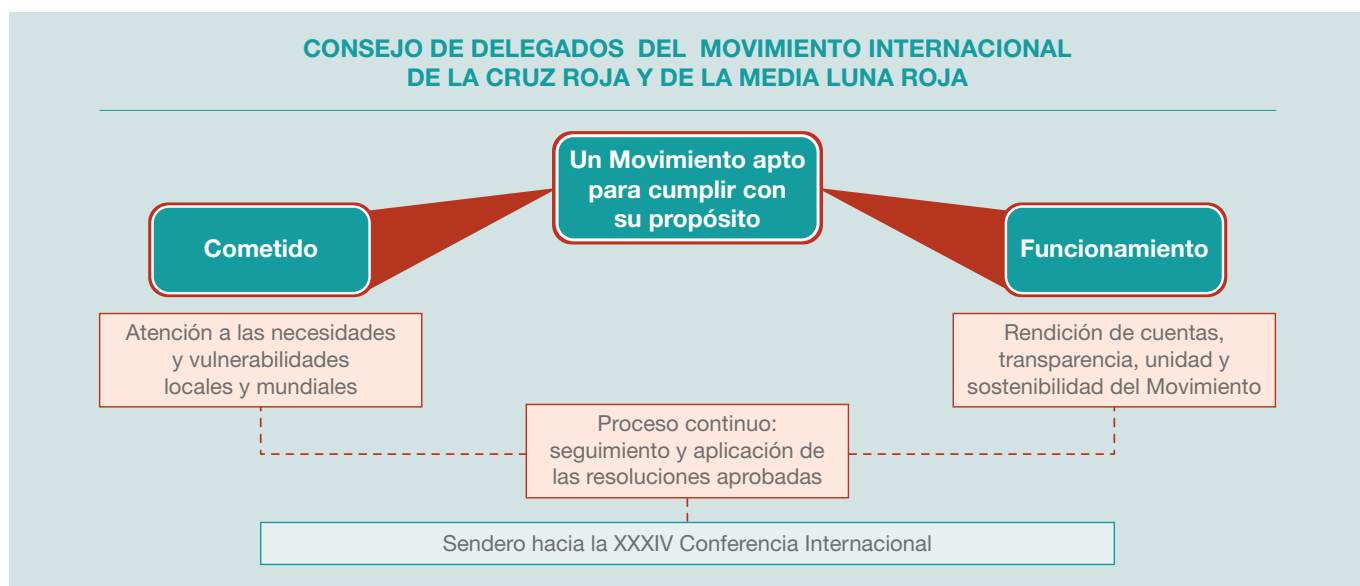 CONSEJO DE DELEGADOS DEL MOVIMIENTO INTERNACIONAL
DE LA CRUZ ROJA Y DE LA MEDIA LUNA ROJA
Un Movimiento apto
para cumplir con
su propósito
Cometido
Funcionamiento
Atención a las necesidades
y vulnerabilidades
locales y mundiales
Rendición de cuentas,
transparencia, unidad y
sostenibilidad del Movimiento
Proceso continuo:
seguimiento y aplicación de
las resoluciones aprobadas
Sendero hacia la XXXIV Conferencia Internacional